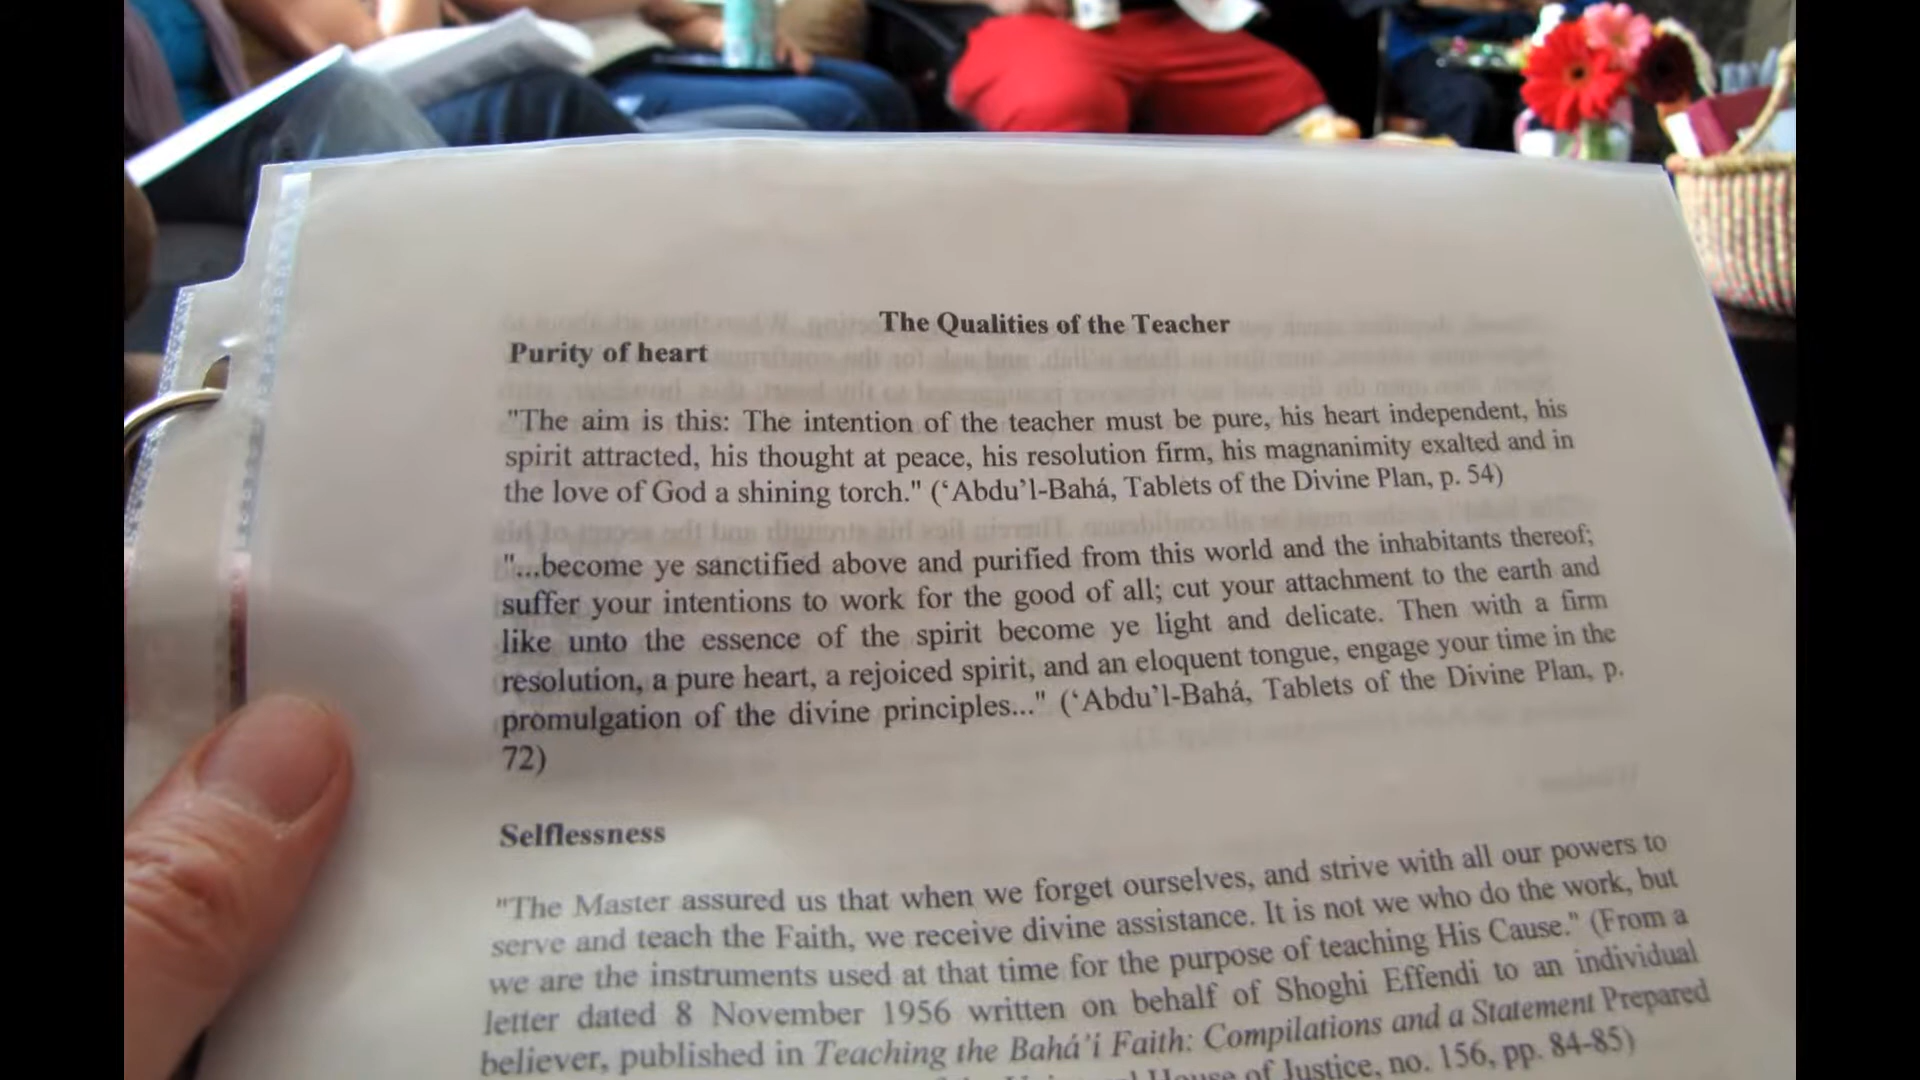 The Qualities of the Teacher
Purity of heart
"The aim is this: The intention of the teacher must be pure, his heart independent, his
spirit attracted, his thought at peace, his resolution firm, his magnanimity exalted and in
the love of God a shining torch." (‘Abdu’l-Bahá, Tablets of the Divine Plan, p. 54)
"...become ye sanctified above and purified from this world and the inhabitants thereof;
suffer your intentions to work for the good of all; cut your attachment to the earth and
like unto the essence of the spirit become ye light and delicate. Then with a firm
resolution, a pure heart, a rejoiced spirit, and an eloquent tongue, engage your time in the
promulgation of the divine principles..." (‘Abdu’l-Bahá, Tablets of the Divine Plan, p.
72)
Selflessness
"The Master assured us that when we forget ourselves, and strive with all our powers to
serve and teach the Faith, we receive divine assistance. It is not we who do the work, but
we are the instruments used at that time for the purpose of teaching His Cause." (From a
letter dated 8 November 1956 written on behalf of Shoghi Effendi to an individual
believer, published in Teaching the Bahá’í Faith: Compilations and a Statement Prepared
House of Justice, no. 156, pp. 84-85)